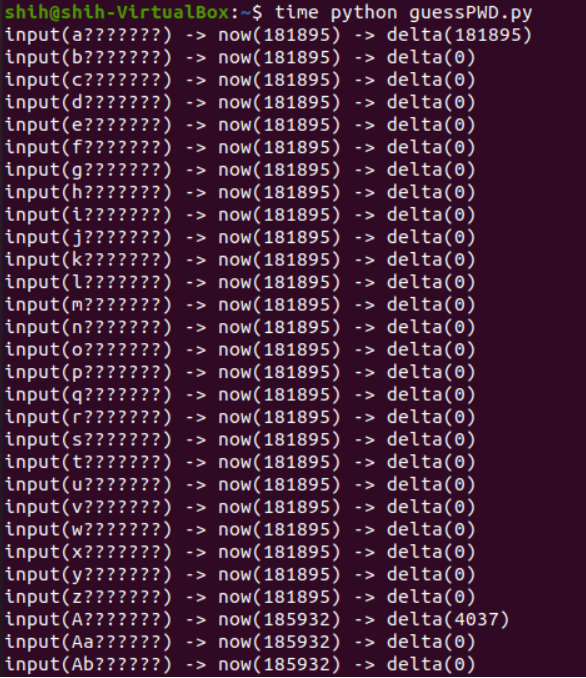 shih@shih-VirtualBox:~$ time python guessPWD.py
input(a???????) -> now(181895) -> delta(181895)
input(b???????) -> now(181895) -> delta(0)
input(c???????) -> now(181895) -> delta(0)
input(d???????) -> now(181895) -> delta(0)
input(e???????) -> now(181895) -> delta(0)
input(f???????) -> now(181895) -> delta(0)
input(g???????) -> now(181895) -> delta(0)
input(h???????) -> now(181895) -> delta(0)
input(i???????) -> now(181895) -> delta(0)
input(j???????) -> now(181895) -> delta(0)
input(k???????) -> now(181895) -> delta(0)
input(l???????) -> now(181895) -> delta(0)
input(m???????) -> now(181895) -> delta(0)
input(n???????) -> now(181895) -> delta(0)
input(o???????) -> now(181895) -> delta(0)
input(p???????) -> now(181895) -> delta(0)
input(q???????) -> now(181895) -> delta(0)
input(r???????) -> now(181895) -> delta(0)
input(s???????) -> now(181895) -> delta(0)
input(t???????) -> now(181895) -> delta(0)
input(u???????) -> now(181895) -> delta(0)
input(v???????) -> now(181895) -> delta(0)
input(w???????) -> now(181895) -> delta(0)
input(x???????) -> now(181895) -> delta(0)
input(y???????) -> now(181895) -> delta(0)
input(z???????) -> now(181895) -> delta(0)
input(A???????) -> now(185932) -> delta(4037)
input(Aa??????) -> now(185932) -> delta(0)
input(Ab??????) -> now(185932) -> delta(0)